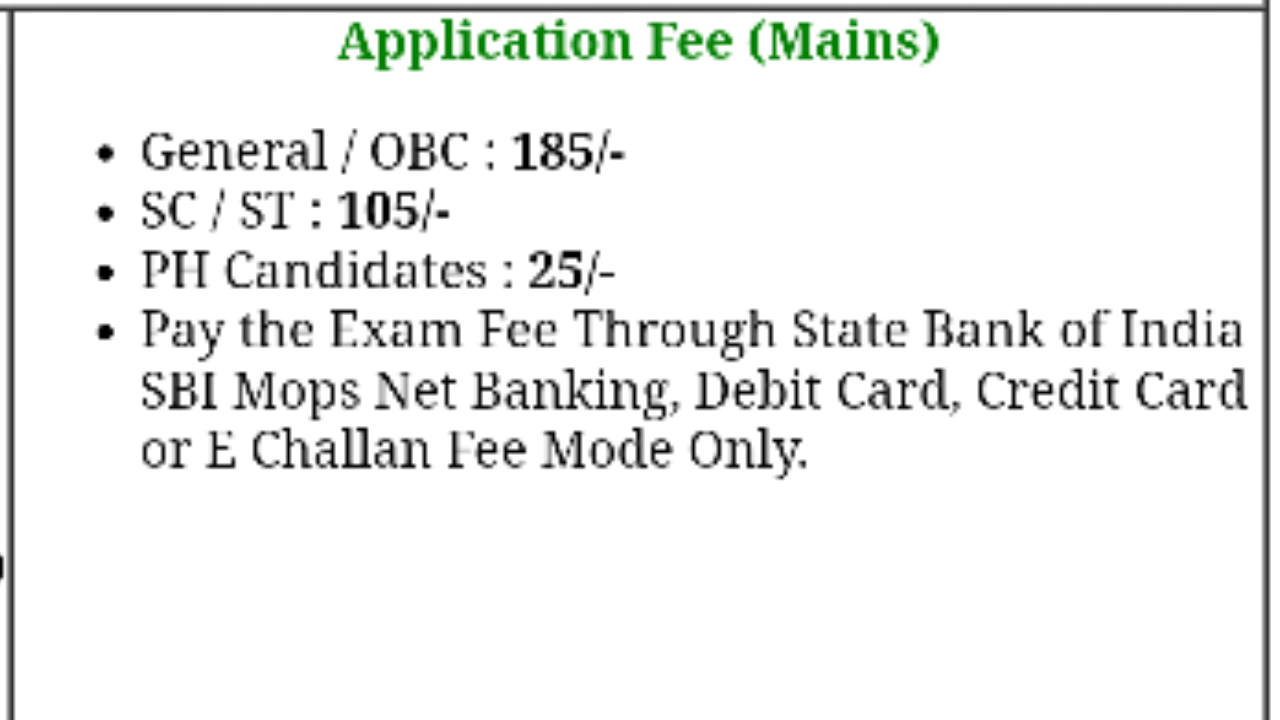 Application Fee (Mains)
• General / OBC : 185/-
• SC / ST : 105/-
• PH Candidates : 25/-
• Pay the Exam Fee Through State Bank of India
SBI Mops Net Banking, Debit Card, Credit Card
or E Challan Fee Mode Only.